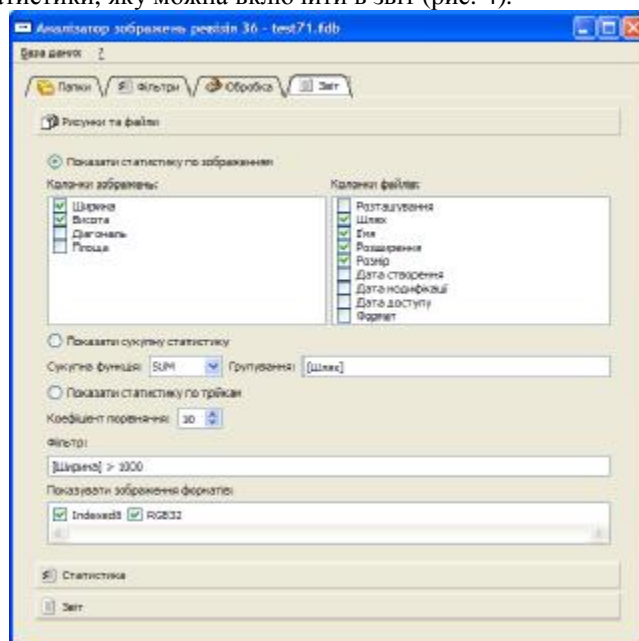 тистики, яку можна включити в звіт (рис. 4).
Аналізатор зображень ревізія 36 - test71.fdb
База даних ?
Папки Фільтри Обробка Звіт
Рисунки та файли
Показати статистику по зображенням
Колонки зображень: Колонки файлів:
Ширина
Висота
Діагональ
Площа
Розташування
Шлях
Ім'я
Розширення
Розмір
Дата створення
Дата модифікації
Дата доступу
Формат
Показати сукупну статистику
Сукупна функція: SUM Групування: [Шлях]
Показати статистику по трійкам
Коефіцієнт порівняння: 10
Фільтр:
[Ширина] > 1000
Показувати зображення форматів:
Indexed8 RGB32
Статистика
Звіт